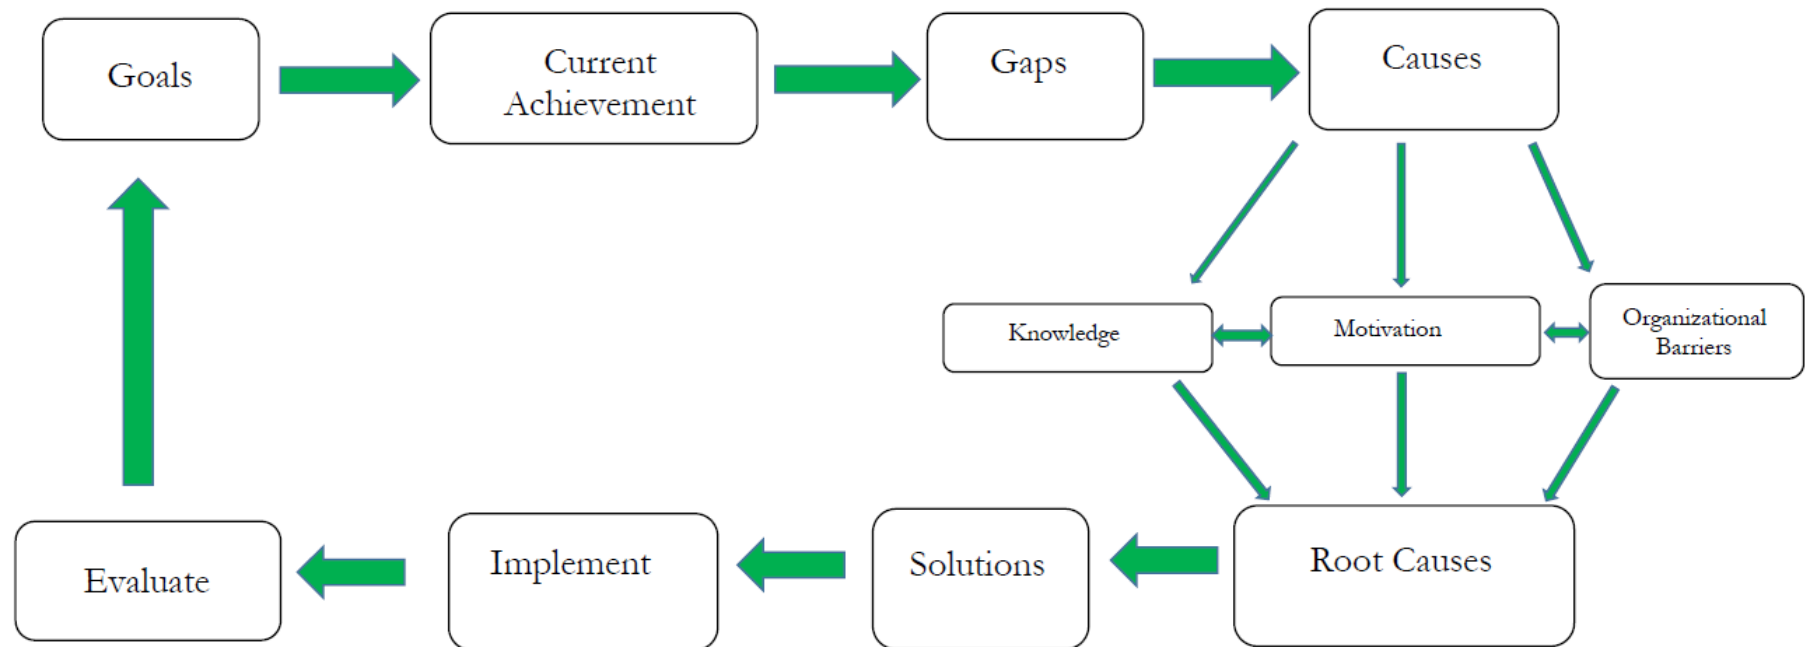 Goals
Current
Achievement
Gaps
Causes
Knowledge
Motivation
Organizational
Barriers
Evaluate
Implement
Solutions
Root Causes